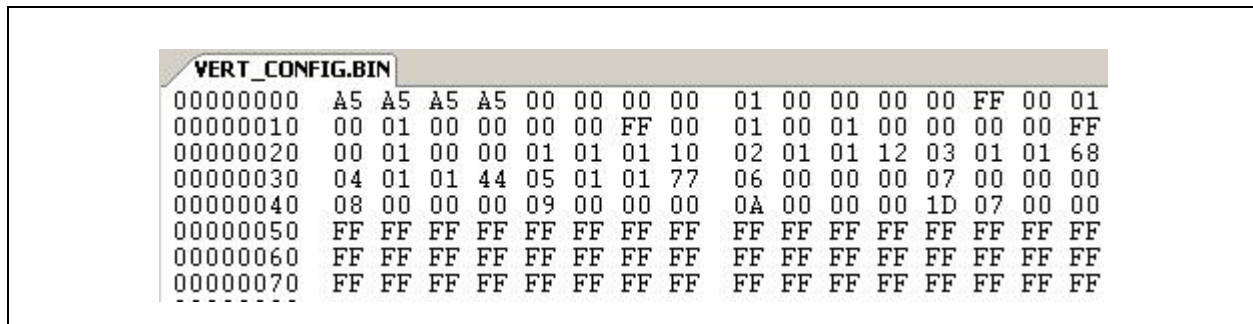 VERT_CONFIG.BIN
00000000 A5 A5 A5 A5 00 00 00 00 01 00 00 00 00 FF 00 01
00000010 00 01 00 00 00 00 FF 00 01 00 01 00 00 00 00 FF
00000020 00 01 00 00 01 01 01 10 02 01 01 12 03 01 01 68
00000030 04 01 01 44 05 01 01 77 06 00 00 00 07 00 00 00
00000040 08 00 00 00 09 00 00 00 0A 00 00 00 1D 07 00 00
00000050 FF FF FF FF FF FF FF FF FF FF FF FF FF FF FF FF
00000060 FF FF FF FF FF FF FF FF FF FF FF FF FF FF FF FF
00000070 FF FF FF FF FF FF FF FF FF FF FF FF FF FF FF FF